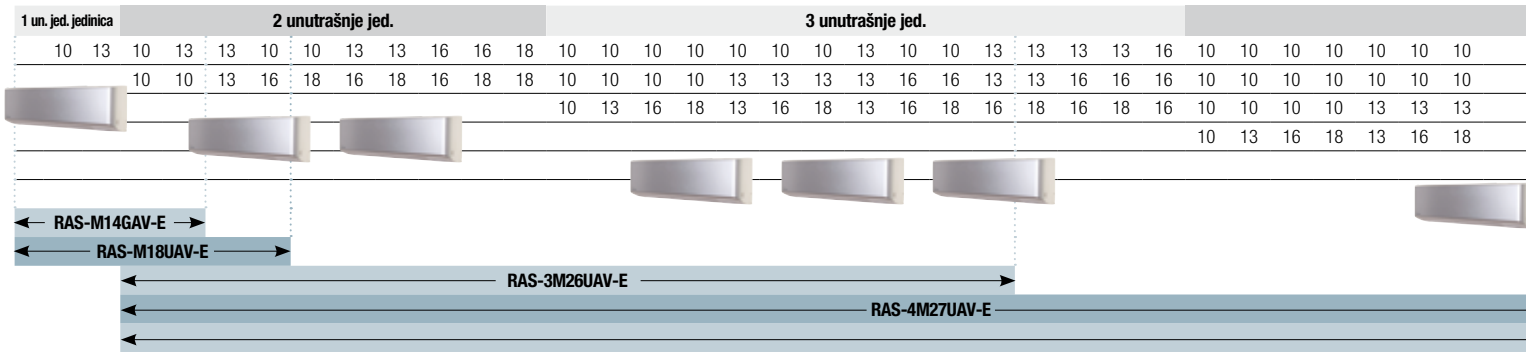 1 un. jed. jedinica 2 unutrašnje jed. 3 unutrašnje jed.
10 13 10 13 13 10 10 13 13 16 16 18 10 10 10 10 10 10 10 13 10 10 13 13 13 13 16 10 10 10 10 10 10 10
10 10 13 16 18 16 18 16 18 18 10 10 10 10 13 13 13 13 16 16 13 13 16 16 16 10 10 10 10 10 10 10
10 13 16 18 13 16 18 13 16 18 16 18 16 18 16 10 10 10 10 13 13 13
10 13 16 18 13 16 18
RAS-M14GAV-E
RAS-M18UAV-E
RAS-3M26UAV-E
RAS-4M27UAV-E